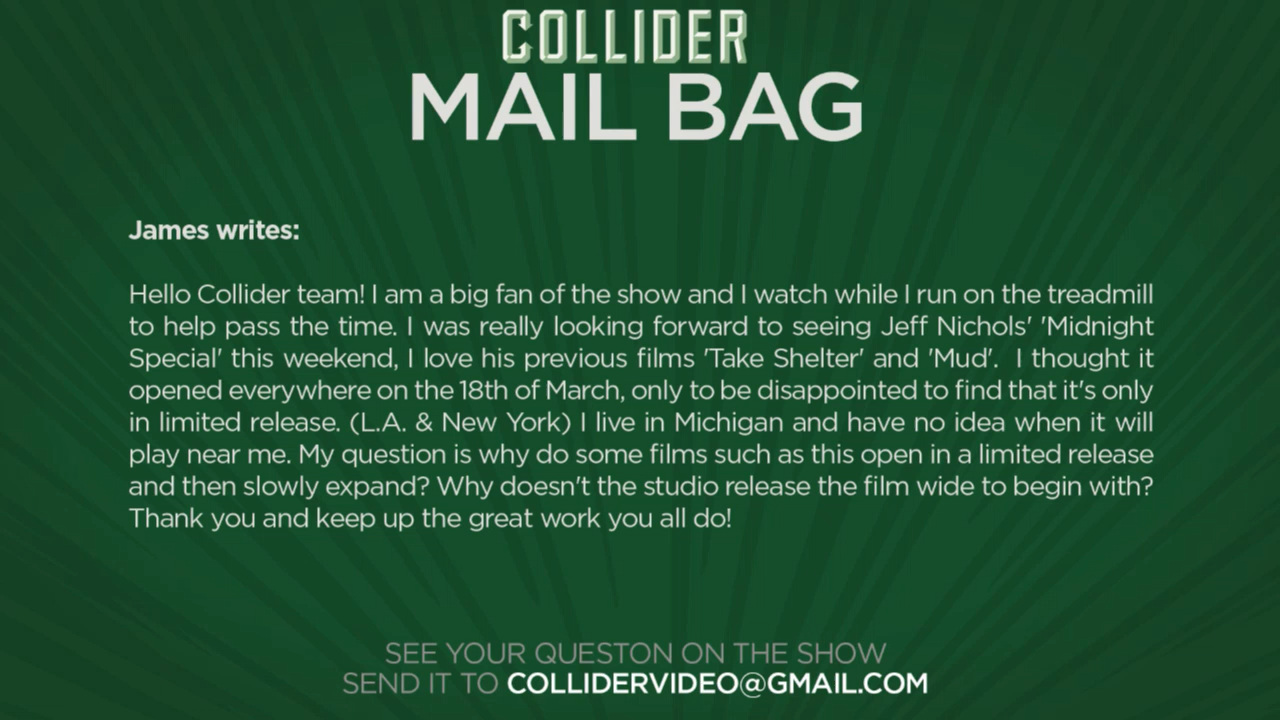 COLLIDER
MAIL BAG
James writes:
Hello Collider team! I am a big fan of the show and I watch while I run on the treadmill
to help pass the time. I was really looking forward to seeing Jeff Nichols' 'Midnight
Special' this weekend, I love his previous films 'Take Shelter' and 'Mud'.  I thought it
opened everywhere on the 18th of March, only to be disappointed to find that it's only
in limited release. (L.A. & New York) I live in Michigan and have no idea when it will
play near me. My question is why do some films such as this open in a limited release
and then slowly expand? Why doesn't the studio release the film wide to begin with?
Thank you and keep up the great work you all do!
SEE YOUR QUESTON ON THE SHOW
SEND IT TO COLLIDERVIDEO@GMAIL.COM